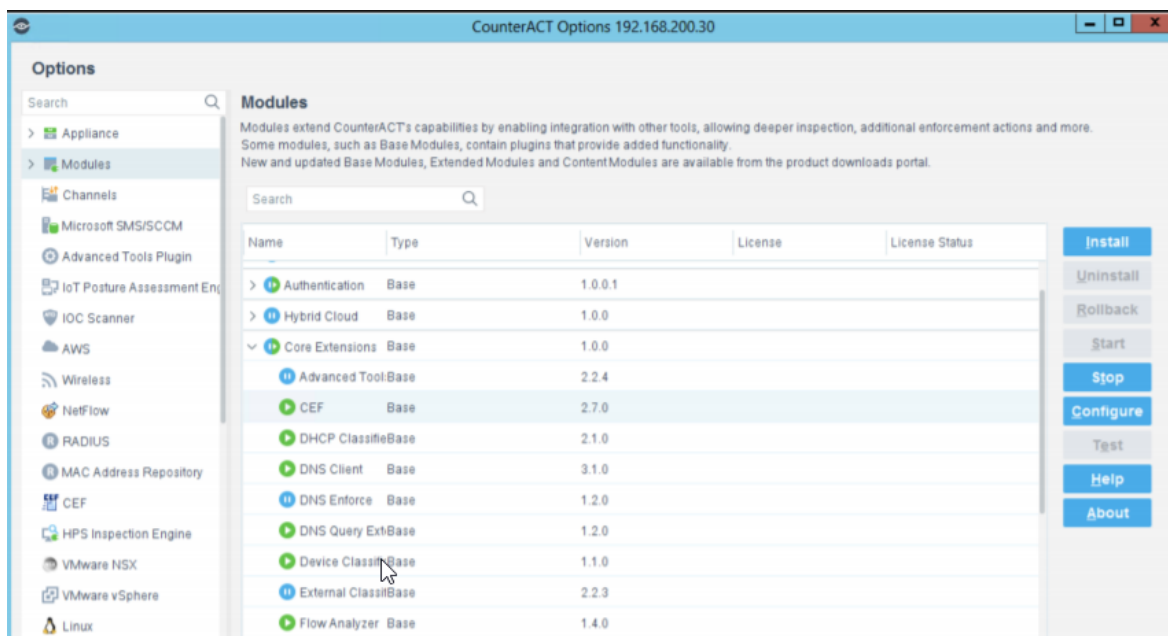 CounterACT Options 192.168.200.30
Options
Search
Appliance
Modules
Channels
Microsoft SMS/SCCM
Advanced Tools Plugin
IoT Posture Assessment Eng
IOC Scanner
AWS
Wireless
NetFlow
RADIUS
MAC Address Repository
CEF
HPS Inspection Engine
VMware NSX
VMware vSphere
Linux
Modules
Modules extend CounterACT's capabilities by enabling integration with other tools, allowing deeper inspection, additional enforcement actions and more.
Some modules, such as Base Modules, contain plugins that provide added functionality.
New and updated Base Modules, Extended Modules and Content Modules are available from the product downloads portal.
Search
Name Type Version License License Status
Authentication Base 1.0.0.1
Hybrid Cloud Base 1.0.0
Core Extensions Base 1.0.0
Advanced Tool: Base 2.2.4
CEF Base 2.7.0
DHCP Classifie Base 2.1.0
DNS Client Base 3.1.0
DNS Enforce Base 1.2.0
DNS Query Ext Base 1.2.0
Device Classif Base 1.1.0
External Classif Base 2.2.3
Flow Analyzer Base 1.4.0
Install
Uninstall
Rollback
Start
Stop
Configure
Test
Help
About